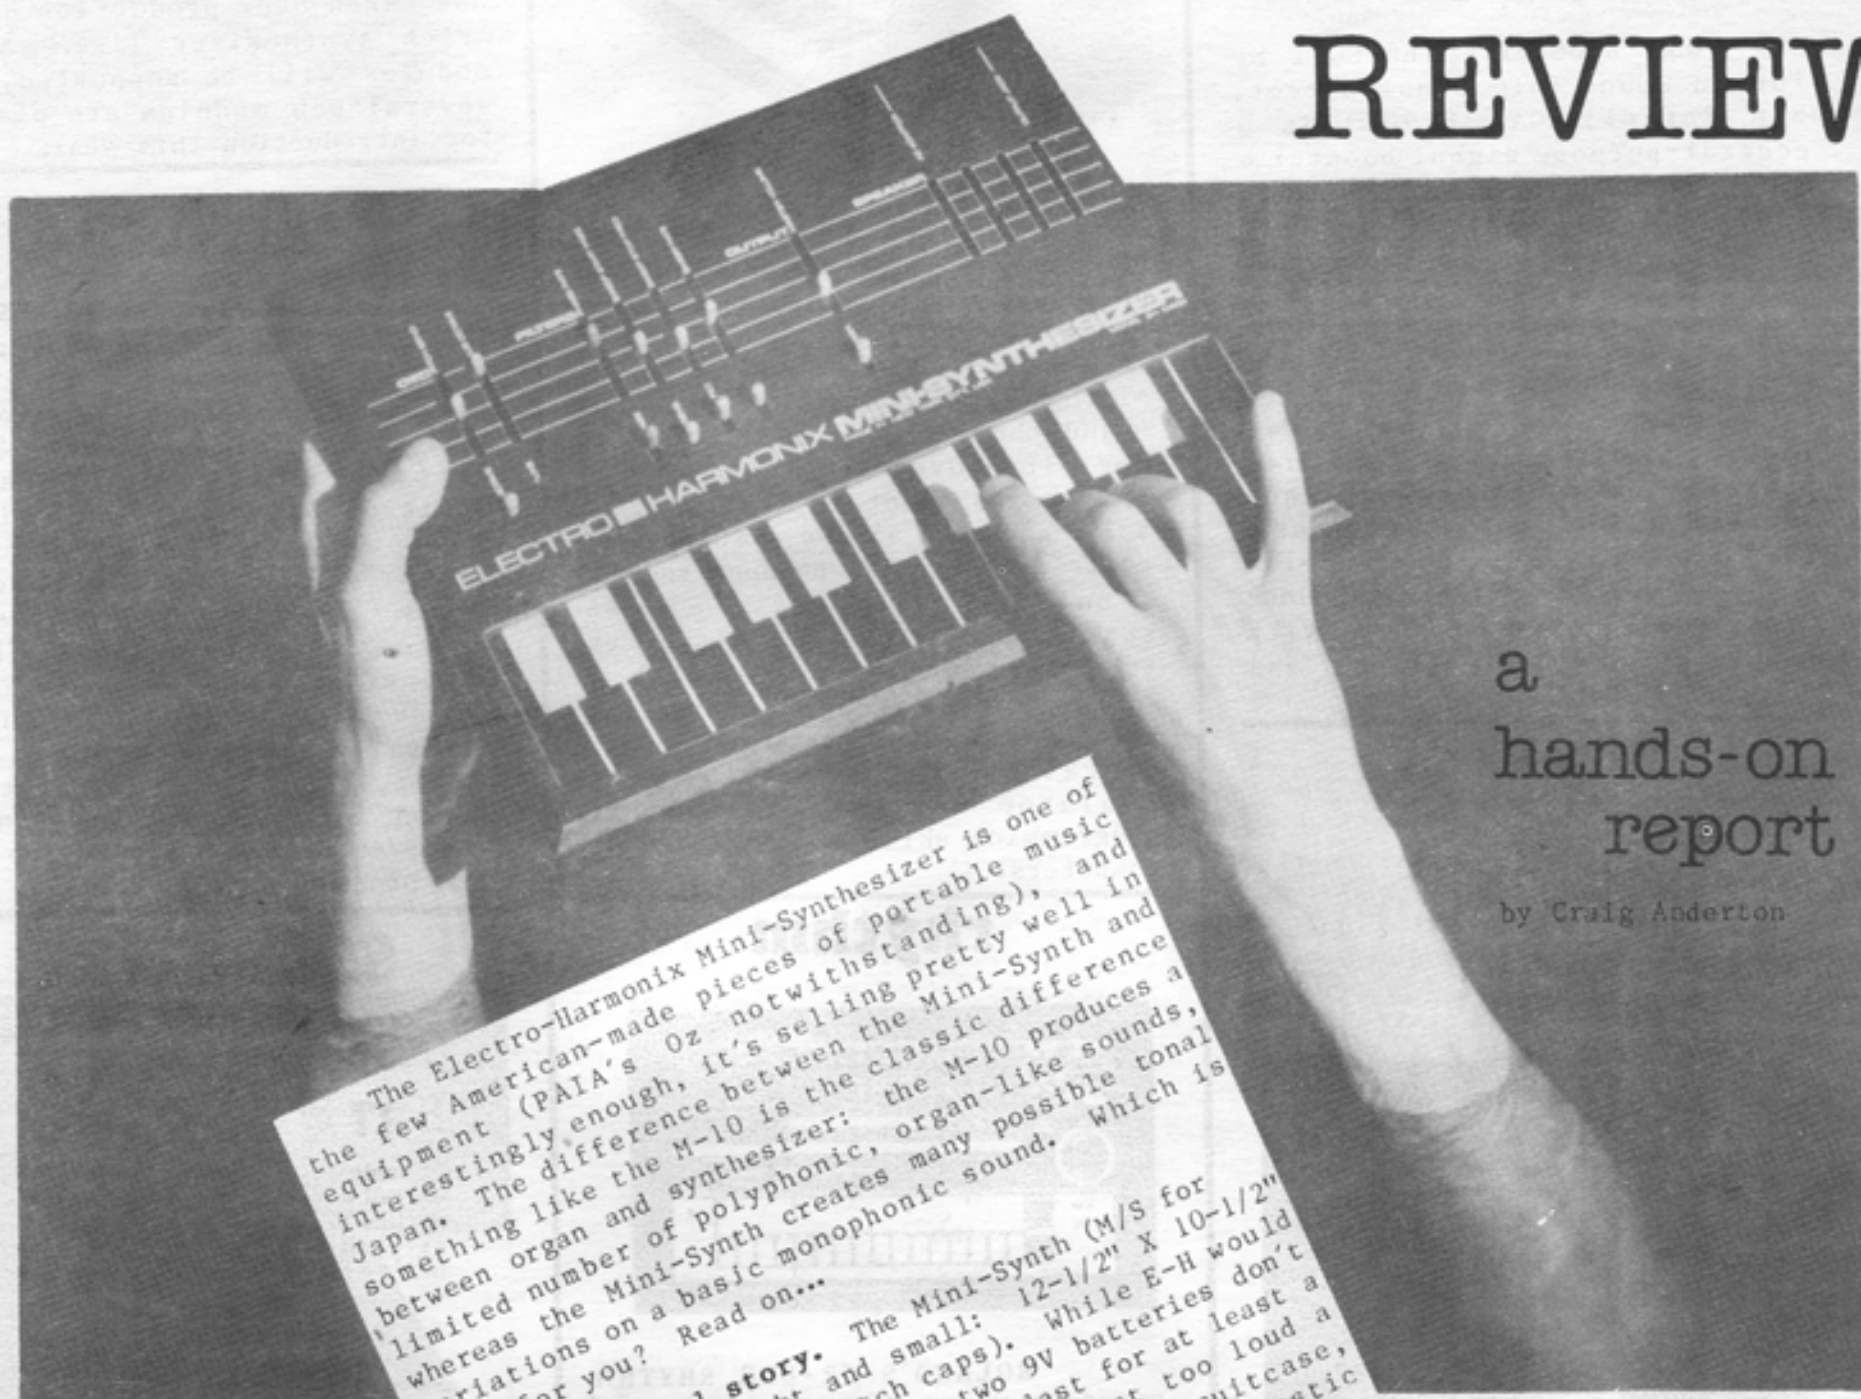 REVIEW
OUTPUT
SPEAKER
ELECTRO HARMONIX MINI-SYNTHESIZER
a
hands-on
report
by Craig Anderton
The Electro-Harmonix Mini-Synthesizer is one of
the few American-made pieces of portable music
equipment (PAIA's Oz notwithstanding), and
interestingly enough, it's selling pretty well in
Japan. The difference between the Mini-Synth and
something like the M-10 is the classic difference
between organ and synthesizer: the M-10 produces a
limited number of polyphonic, organ-like sounds,
whereas the Mini-Synth creates many possible tonal
riations on a basic monophonic sound. Which is
for you? Read on...
story. The Mini-Synth (M/S for
and small: 12-1/2" X 10-1/2"
caps). While E-H would
two 9V batteries don't
last for at least a
too loud a
suitcase,